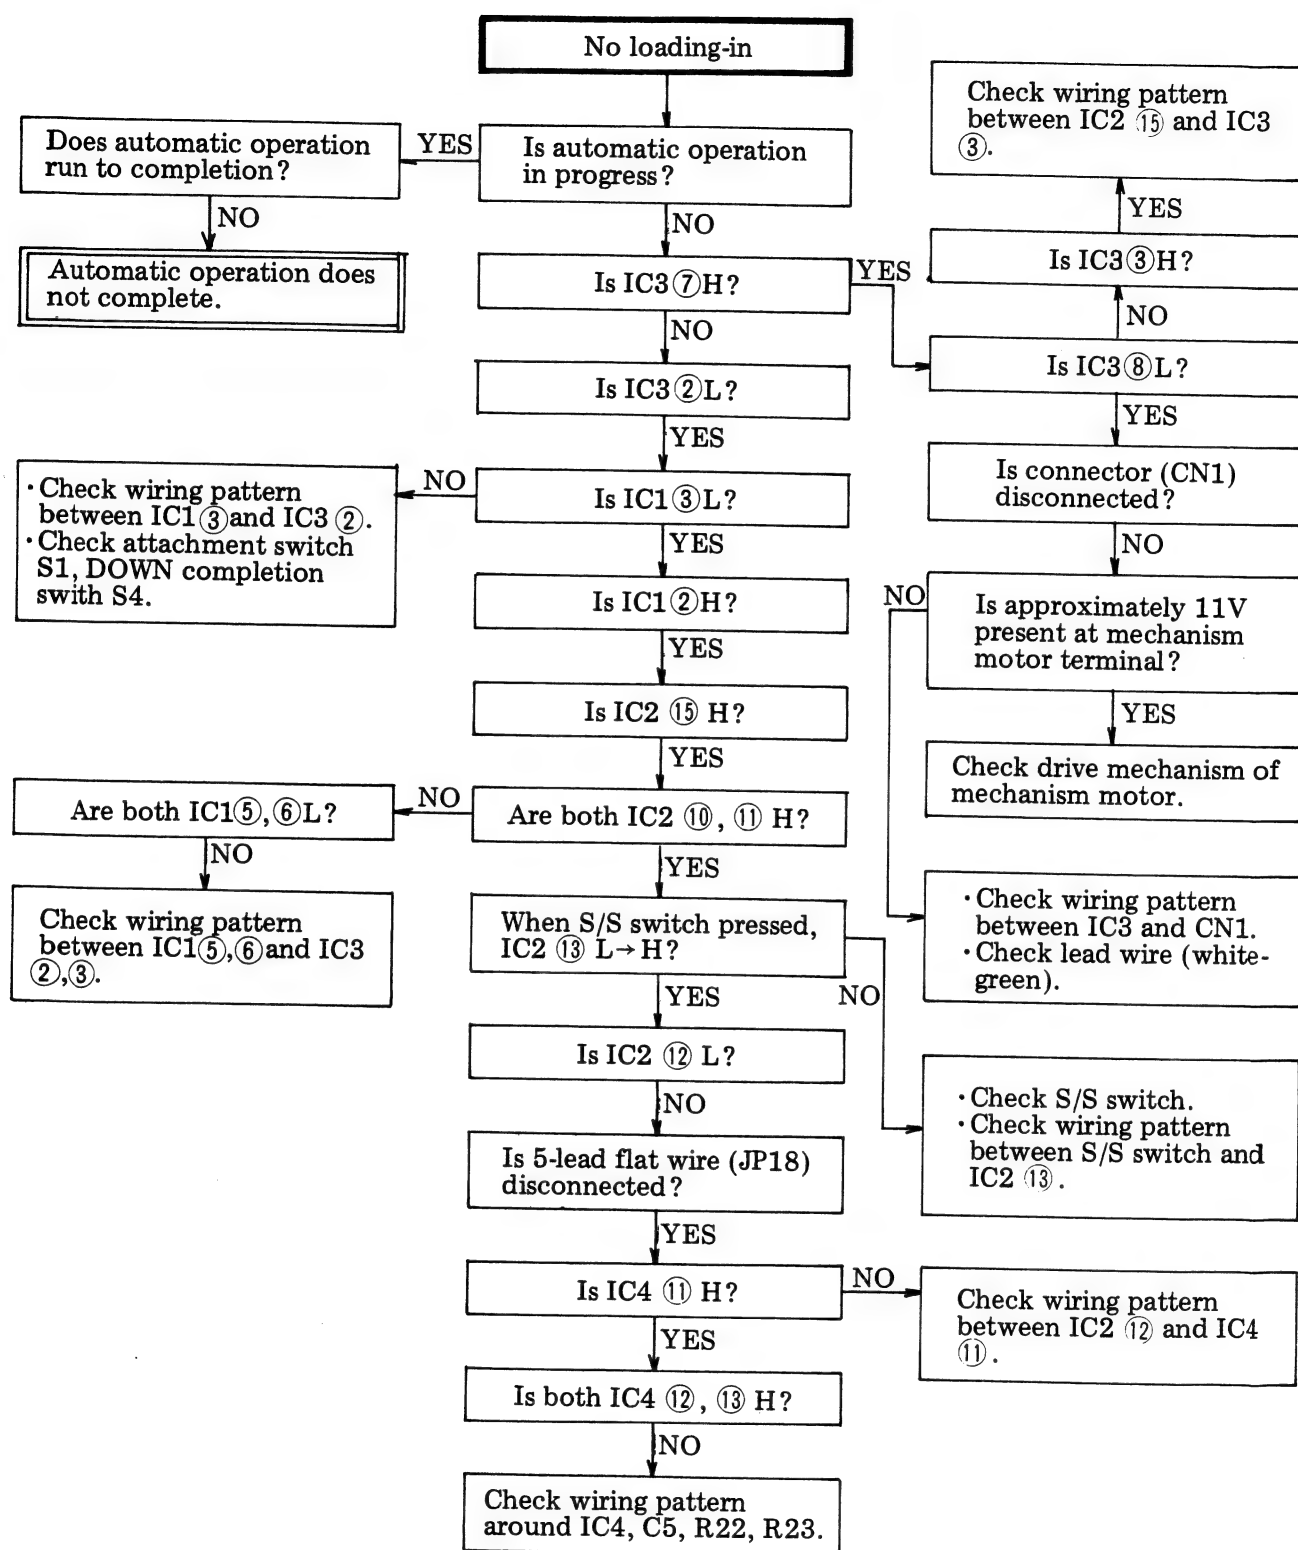 No loading-in
Does automatic operation
run to completion?
YES
Is automatic operation
in progress?
Check wiring pattern
between IC2 ⑮ and IC3
③.
NO
NO
YES
Automatic operation does
not complete.
Is IC3⑦H?
YES
Is IC3③H?
NO
NO
Is IC3②L?
Is IC3⑧L?
YES
YES
· Check wiring pattern
between IC1③and IC3 ②.
· Check attachment switch
S1, DOWN completion
swith S4.
NO
Is IC1③L?
Is connector (CN1)
disconnected?
YES
NO
Is IC1②H?
NO
Is approximately 11V
present at mechanism
motor terminal?
YES
Is IC2 ⑮ H?
YES
YES
Check drive mechanism of
mechanism motor.
Are both IC1⑤,⑥L?
NO
Are both IC2 ⑩, ⑪ H?
NO
YES
Check wiring pattern
between IC1⑤,⑥and IC3
②,③.
When S/S switch pressed,
IC2 ⑬ L→H?
· Check wiring pattern
between IC3 and CN1.
· Check lead wire (white-
green).
YES
NO
Is IC2 ⑫ L?
NO
· Check S/S switch.
· Check wiring pattern
between S/S switch and
IC2 ⑬.
Is 5-lead flat wire (JP18)
disconnected?
YES
Is IC4 ⑪ H?
NO
Check wiring pattern
between IC2 ⑫ and IC4
⑪.
YES
Is both IC4 ⑫, ⑬ H?
NO
Check wiring pattern
around IC4, C5, R22, R23.